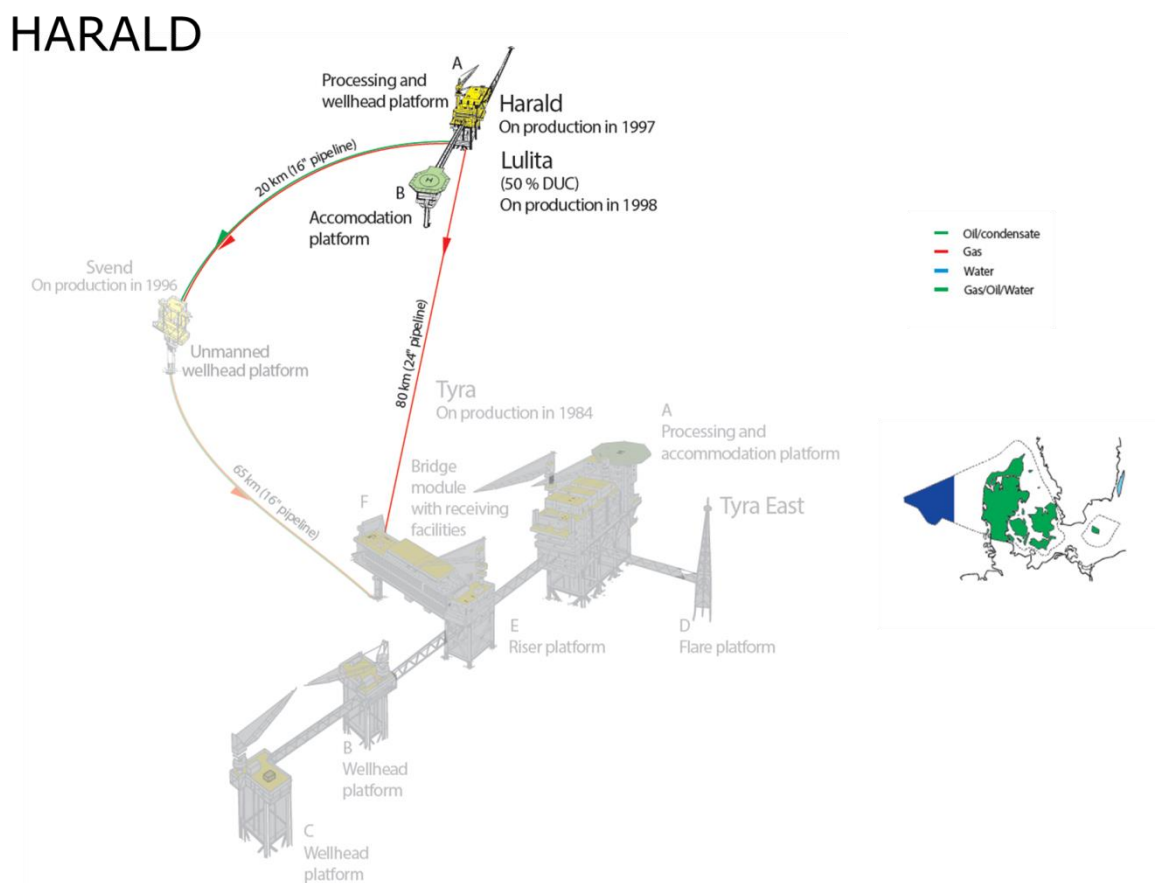 HARALD
A
Processing and
wellhead platform
Harald
On production in 1997
Lulita
(50 % DUC)
On production in 1998
B
Accomodation
platform
H
20 km (16" pipeline)
Svend
On production in 1996
Unmanned
wellhead platform
80 km (24" pipeline)
65 km (16" pipeline)
Tyra
On production in 1984
A
Processing and
accommodation platform
Bridge
module
with receiving
facilities
F
Tyra East
E
Riser platform
D
Flare platform
B
Wellhead
platform
C
Wellhead
platform
Oil/condensate
Gas
Water
Gas/Oil/Water